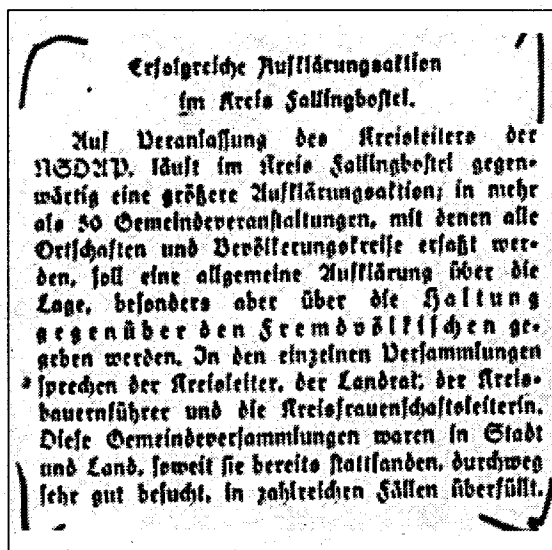 Erfolgreiche Aufklärungsaktion
im Kreis Fallingbostel.
Auf Veranlassung des Kreisleiters der
NSDAP. läuft im Kreis Fallingbostel gegen-
wärtig eine größere Aufklärungsaktion; in mehr
als 50 Gemeindeveranstaltungen, mit denen alle
Ortschaften und Bevölkerungskreise erfaßt wer-
den, soll eine allgemeine Aufklärung über die
Lage, besonders aber über die Haltung
gegenüber den Fremdvölkischen ge-
geben werden. In den einzelnen Versammlungen
sprechen der Kreisleiter, der Landrat, der Kreis-
bauernführer und die Kreisfrauenschaftsleiterin.
Diese Gemeindeversammlungen waren in Stadt
und Land, soweit sie bereits stattfanden, durchweg
sehr gut besucht, in zahlreichen Fällen überfüllt.